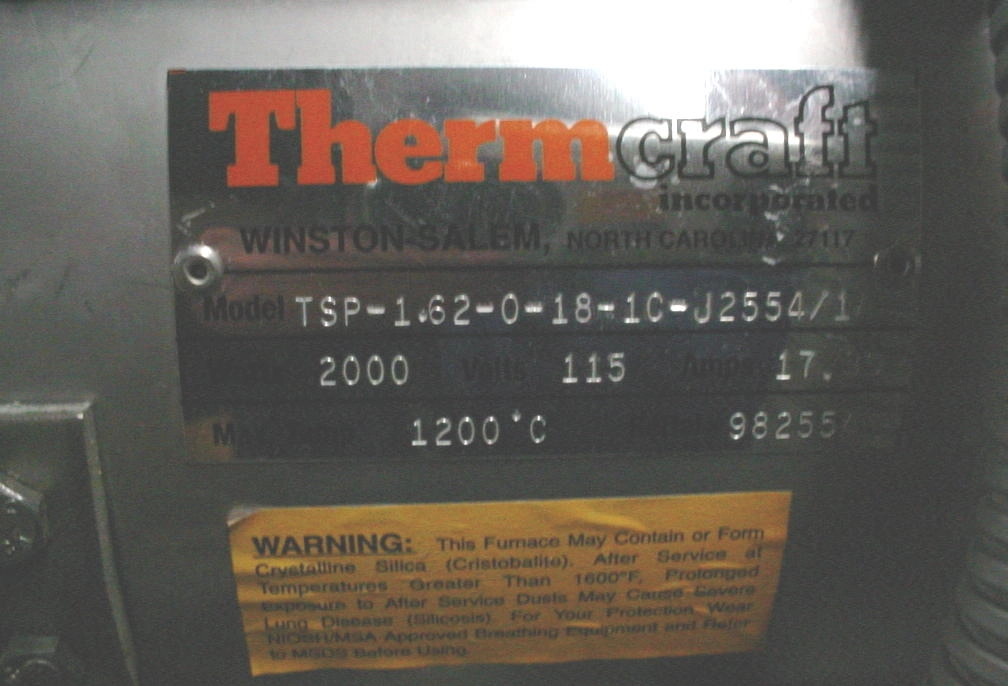 Thermcraft
incorporated
WINSTON-SALEM, NORTH CAROLINA 27117
Model TSP-1.62-0-18-1C-J2554/1
2000 Volts 115 Amps 17.
Max. Temp. 1200°C 98255
WARNING: This Furnace May Contain or Form
Crystalline Silica (Cristobalite). After Service at
Temperatures Greater Than 1600°F, Prolonged
Exposure to After Service Dusts May Cause Severe
Lung Disease (Silicosis). For Your Protection Wear
NIOSH/MSA Approved Breathing Equipment and Refer
to MSDS Before Using.